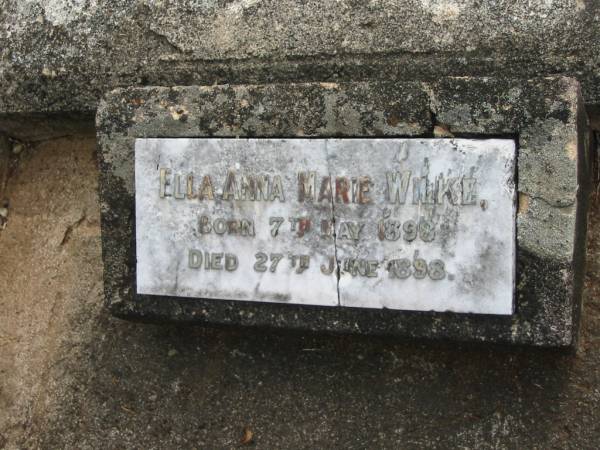 ELLA ANNA MARIE WILKE,
BORN 7TH MAY 1898
DIED 27TH JUNE 1898.